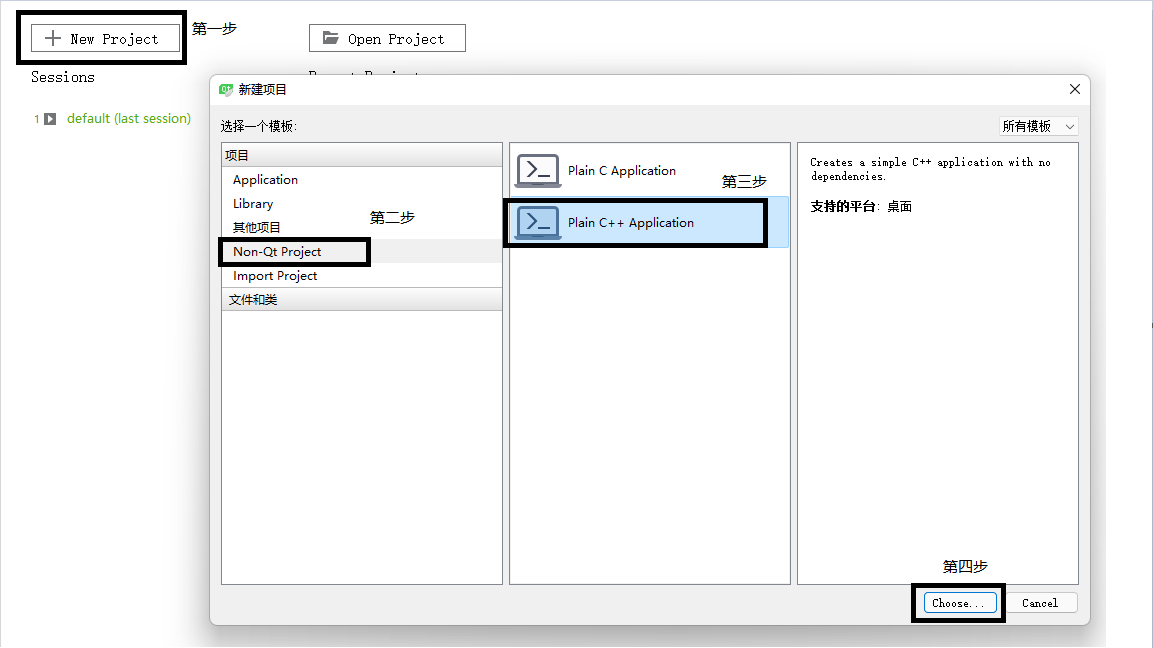 New Project
第一步
Open Project
Sessions
1 default (last session)
新建项目
选择一个模板:
所有模板
项目
Application
Library
其他项目
第二步
Non-Qt Project
Import Project
文件和类
Plain C Application
第三步
Plain C++ Application
Creates a simple C++ application with no
dependencies.
支持的平台: 桌面
第四步
Choose...
Cancel